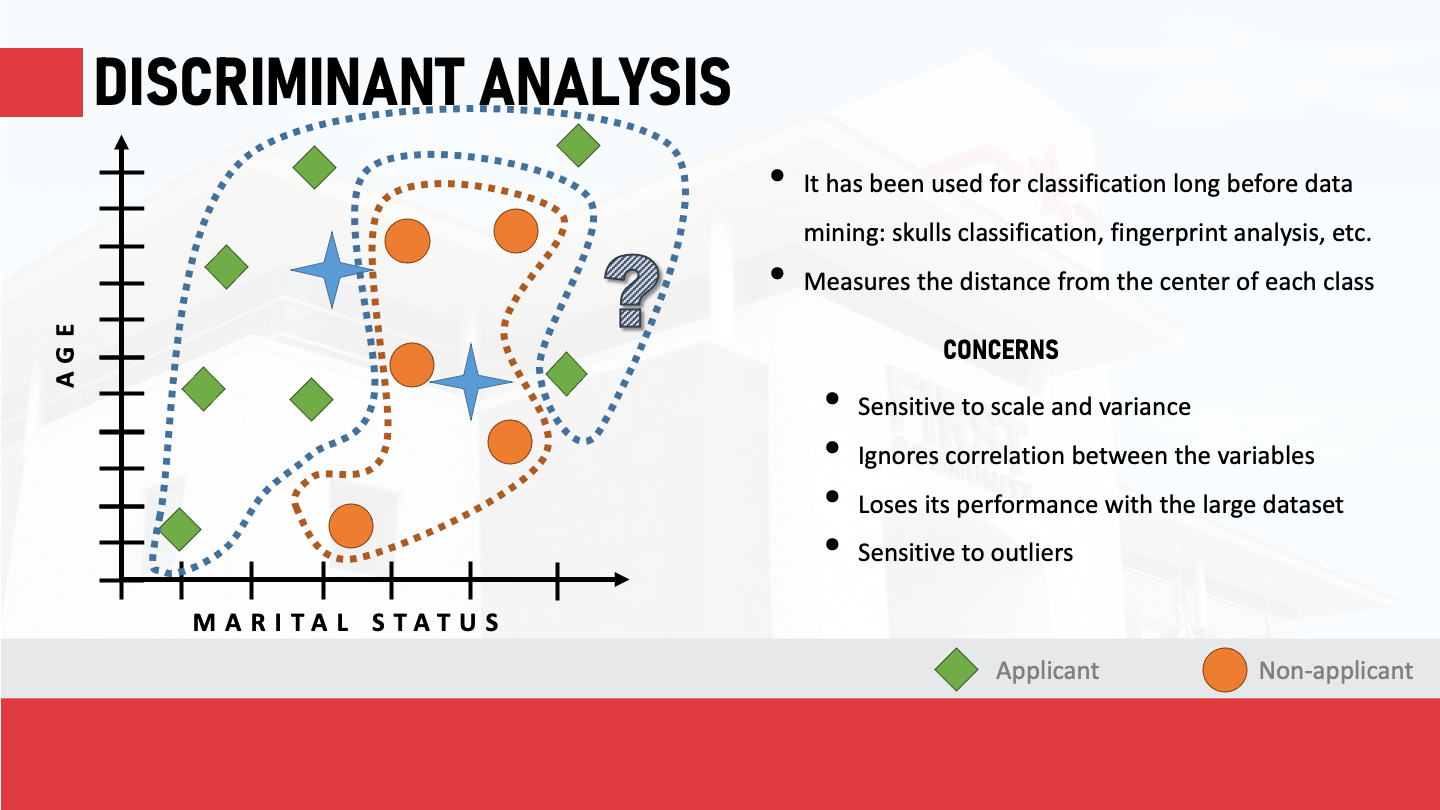 DISCRIMINANT ANALYSIS
AGE
MARITAL STATUS
?
• It has been used for classification long before data
mining: skulls classification, fingerprint analysis, etc.
• Measures the distance from the center of each class
CONCERNS
• Sensitive to scale and variance
• Ignores correlation between the variables
• Loses its performance with the large dataset
• Sensitive to outliers
FIRST
Applicant
Non-applicant